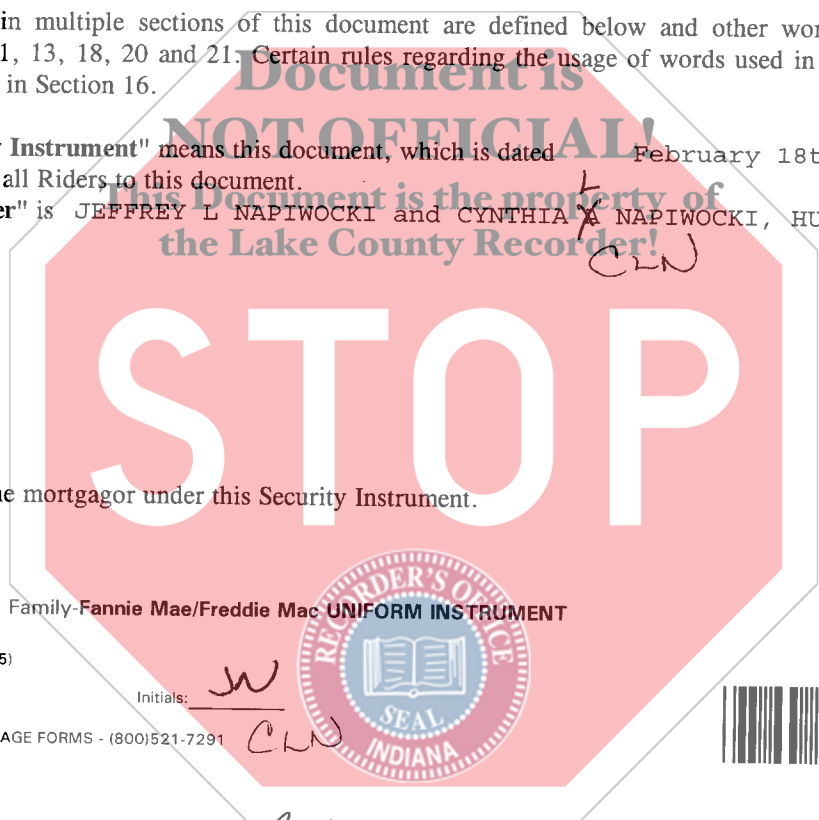 in multiple sections of this document are defined below and other wor
1, 13, 18, 20 and 21. Certain rules regarding the usage of words used in
in Section 16.
Document is
NOT OFFICIAL!
This Document is the property of
the Lake County Recorder!
Instrument" means this document, which is dated February 18t
all Riders to this document.
er" is JEFFREY L NAPIWOCKI and CYNTHIA A NAPIWOCKI, HU
L
CLN
STOP
e mortgagor under this Security Instrument.
Family-Fannie Mae/Freddie Mac UNIFORM INSTRUMENT
5)
Initials: JN
AGE FORMS - (800)521-7291 CLN
RECORDER'S OFFICE
SEAL
INDIANA